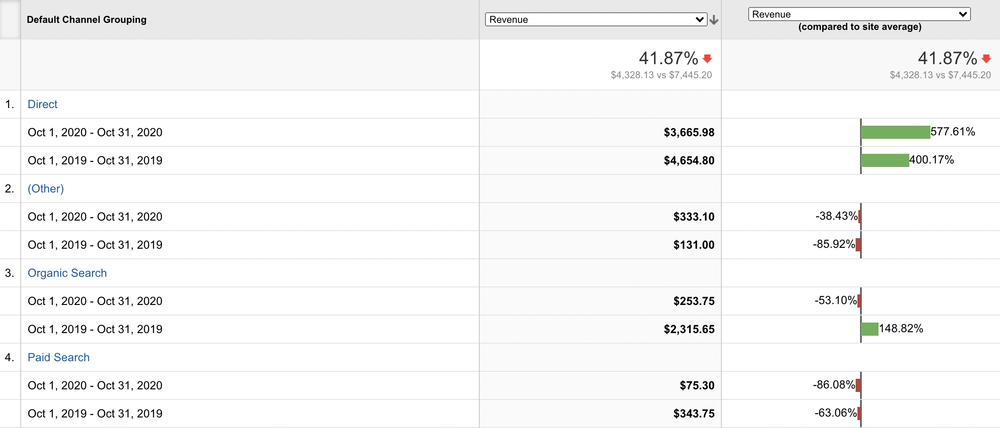 Default Channel Grouping
Revenue
Revenue
(compared to site average)
41.87%
$4,328.13 vs $7,445.20
41.87%
$4,328.13 vs $7,445.20
1. Direct
Oct 1, 2020 - Oct 31, 2020 $3,665.98 577.61%
Oct 1, 2019 - Oct 31, 2019 $4,654.80 400.17%
2. (Other)
Oct 1, 2020 - Oct 31, 2020 $333.10 -38.43%
Oct 1, 2019 - Oct 31, 2019 $131.00 -85.92%
3. Organic Search
Oct 1, 2020 - Oct 31, 2020 $253.75 -53.10%
Oct 1, 2019 - Oct 31, 2019 $2,315.65 148.82%
4. Paid Search
Oct 1, 2020 - Oct 31, 2020 $75.30 -86.08%
Oct 1, 2019 - Oct 31, 2019 $343.75 -63.06%